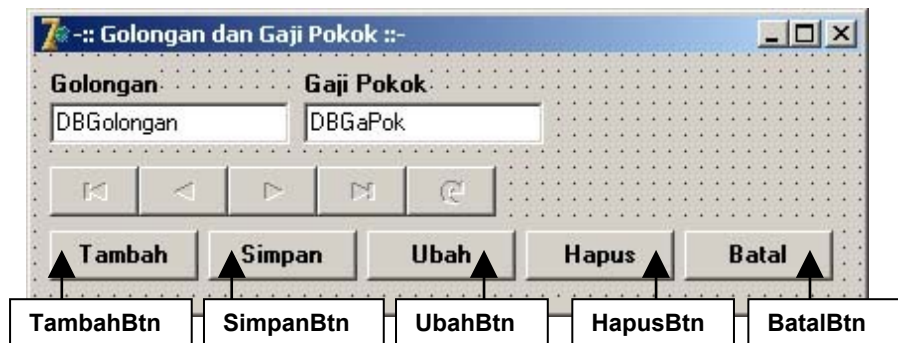 -:: Golongan dan Gaji Pokok ::-
Golongan Gaji Pokok
DBGolongan DBGaPok
Tambah Simpan Ubah Hapus Batal
TambahBtn SimpanBtn UbahBtn HapusBtn BatalBtn